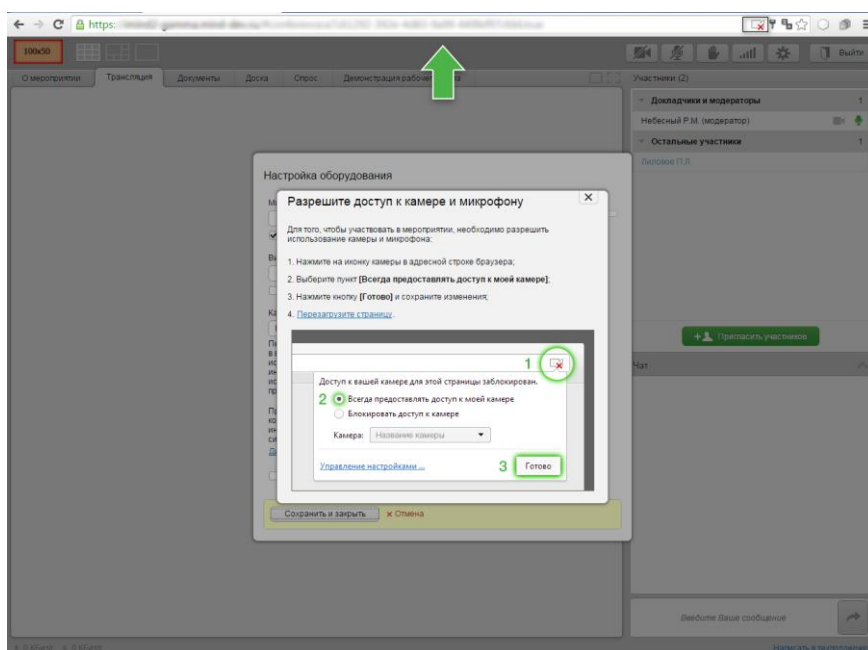 https:
100x50
Выйти
О мероприятии
Трансляция
Документы
Доска
Опрос
Демонстрация рабочего
Участники (2)
Докладчики и модераторы 1
Небесный Р.М. (модератор)
Остальные участники 1
Пригласить участников
Чат
Настройка оборудования
Разрешите доступ к камере и микрофону
Для того, чтобы участвовать в мероприятии, необходимо разрешить
использование камеры и микрофона:
1. Нажмите на иконку камеры в адресной строке браузера;
2. Выберите пункт [Всегда предоставлять доступ к моей камере];
3. Нажмите кнопку [Готово] и сохраните изменения;
4. Перезагрузите страницу.
1
Доступ к вашей камере для этой страницы заблокирован.
2 Всегда предоставлять доступ к моей камере
Блокировать доступ к камере
Камера: Название камеры
Управление настройками ... 3 Готово
Сохранить и закрыть x Отмена
Введите Ваше сообщение
Написать в техподдержку